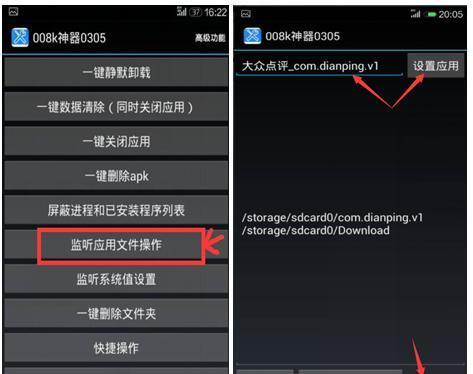 37 16:22
008k神器0305
高级功能
一键静默卸载
一键数据清除（同时关闭应用）
一键关闭应用
一键删除apk
屏蔽进程和已安装程序列表
监听应用文件操作
监听系统值设置
一键删除文件夹
快捷操作
20:05
008k神器0305
大众点评_com.dianping.v1
设置应用
/storage/sdcard0/com.dianping.v1
/storage/sdcard0/Download